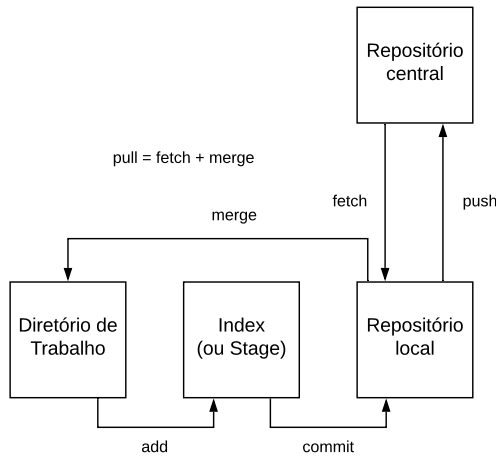 Repositório
central
pull = fetch + merge
fetch
push
merge
Diretório de
Trabalho
Index
(ou Stage)
Repositório
local
add
commit